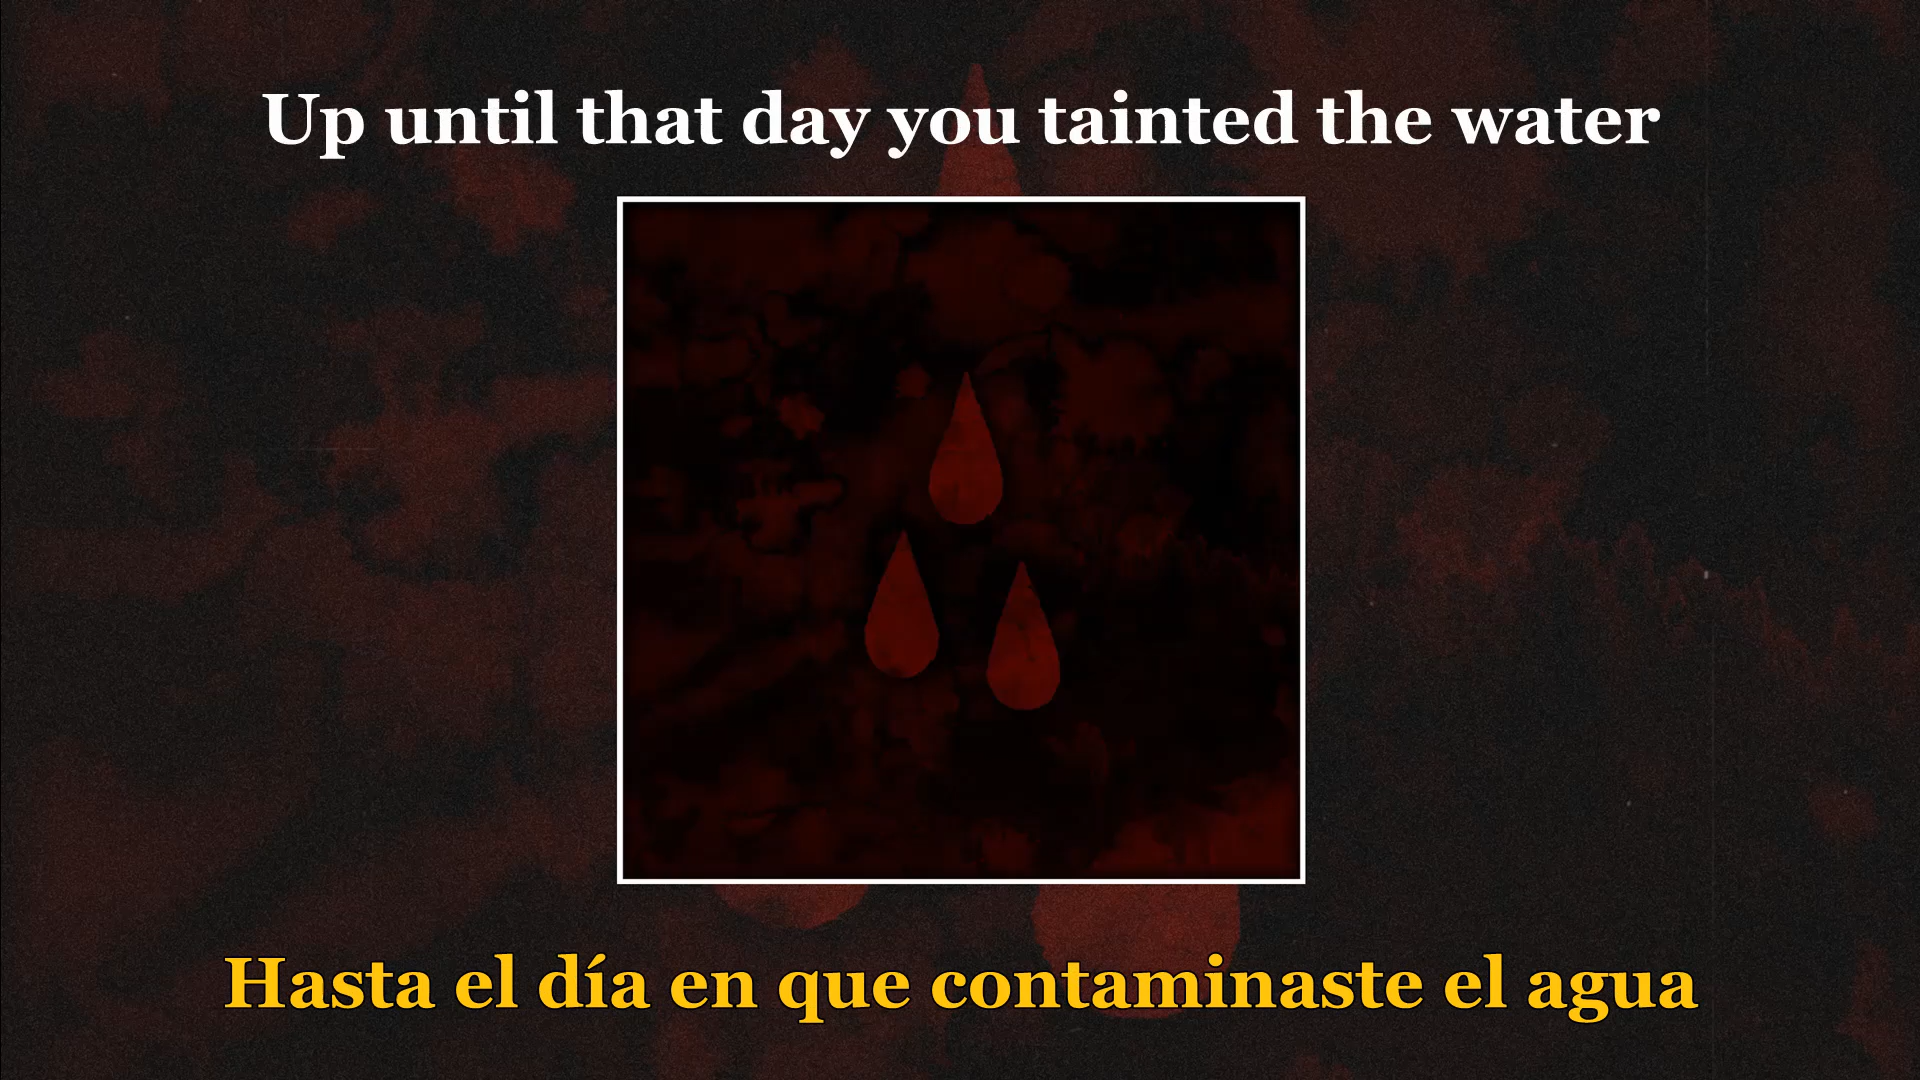 Up until that day you tainted the water
Hasta el día en que contaminaste el agua